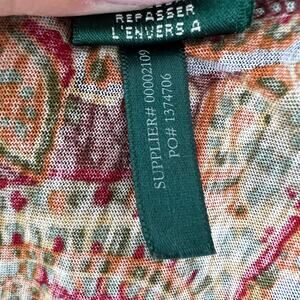 REPASSER
L'ENVERS A
SUPPLIER# 00002109
PO# 1374706